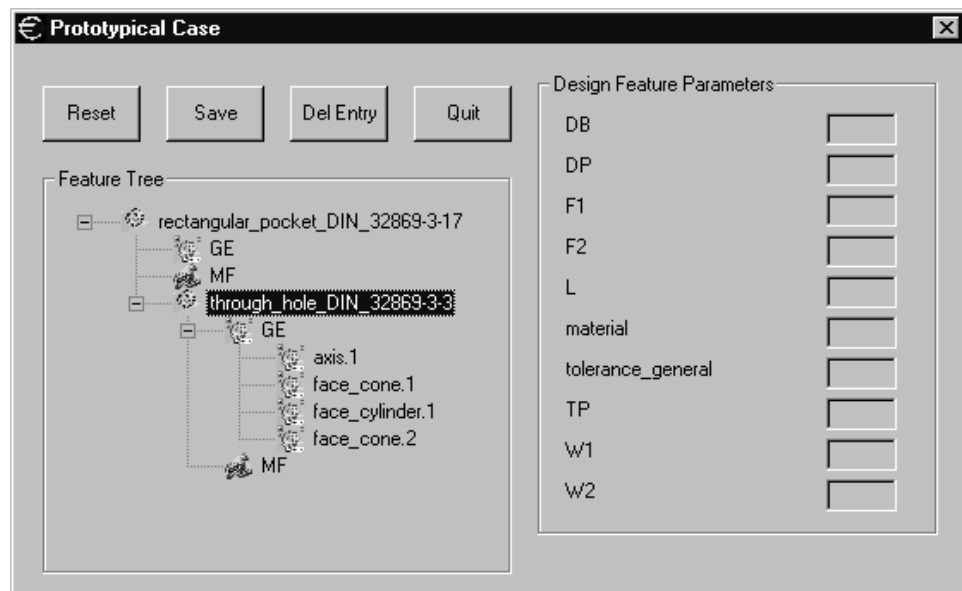 Prototypical Case
Reset
Save
Del Entry
Quit
Feature Tree
rectangular_pocket_DIN_32869-3-17
GE
MF
through_hole_DIN_32869-3-3
GE
axis.1
face_cone.1
face_cylinder.1
face_cone.2
MF
Design Feature Parameters
DB
DP
F1
F2
L
material
tolerance_general
TP
W1
W2